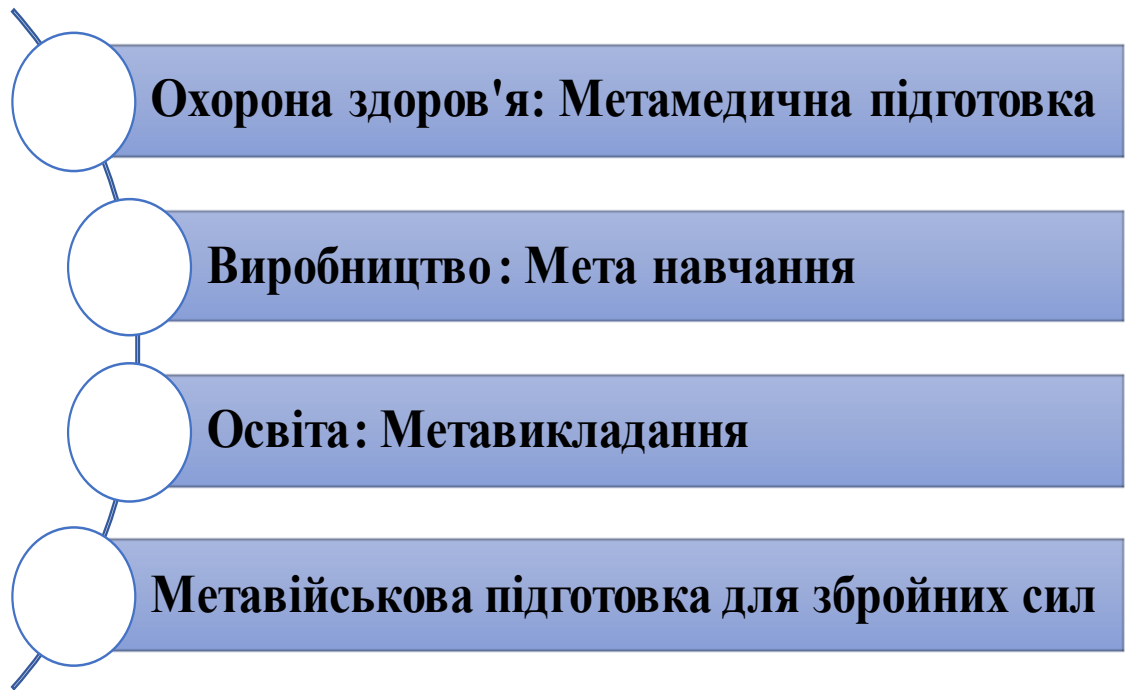 Охорона здоров'я: Метамедична підготовка
Виробництво: Мета навчання
Освіта: Метавикладання
Метавійськова підготовка для збройних сил